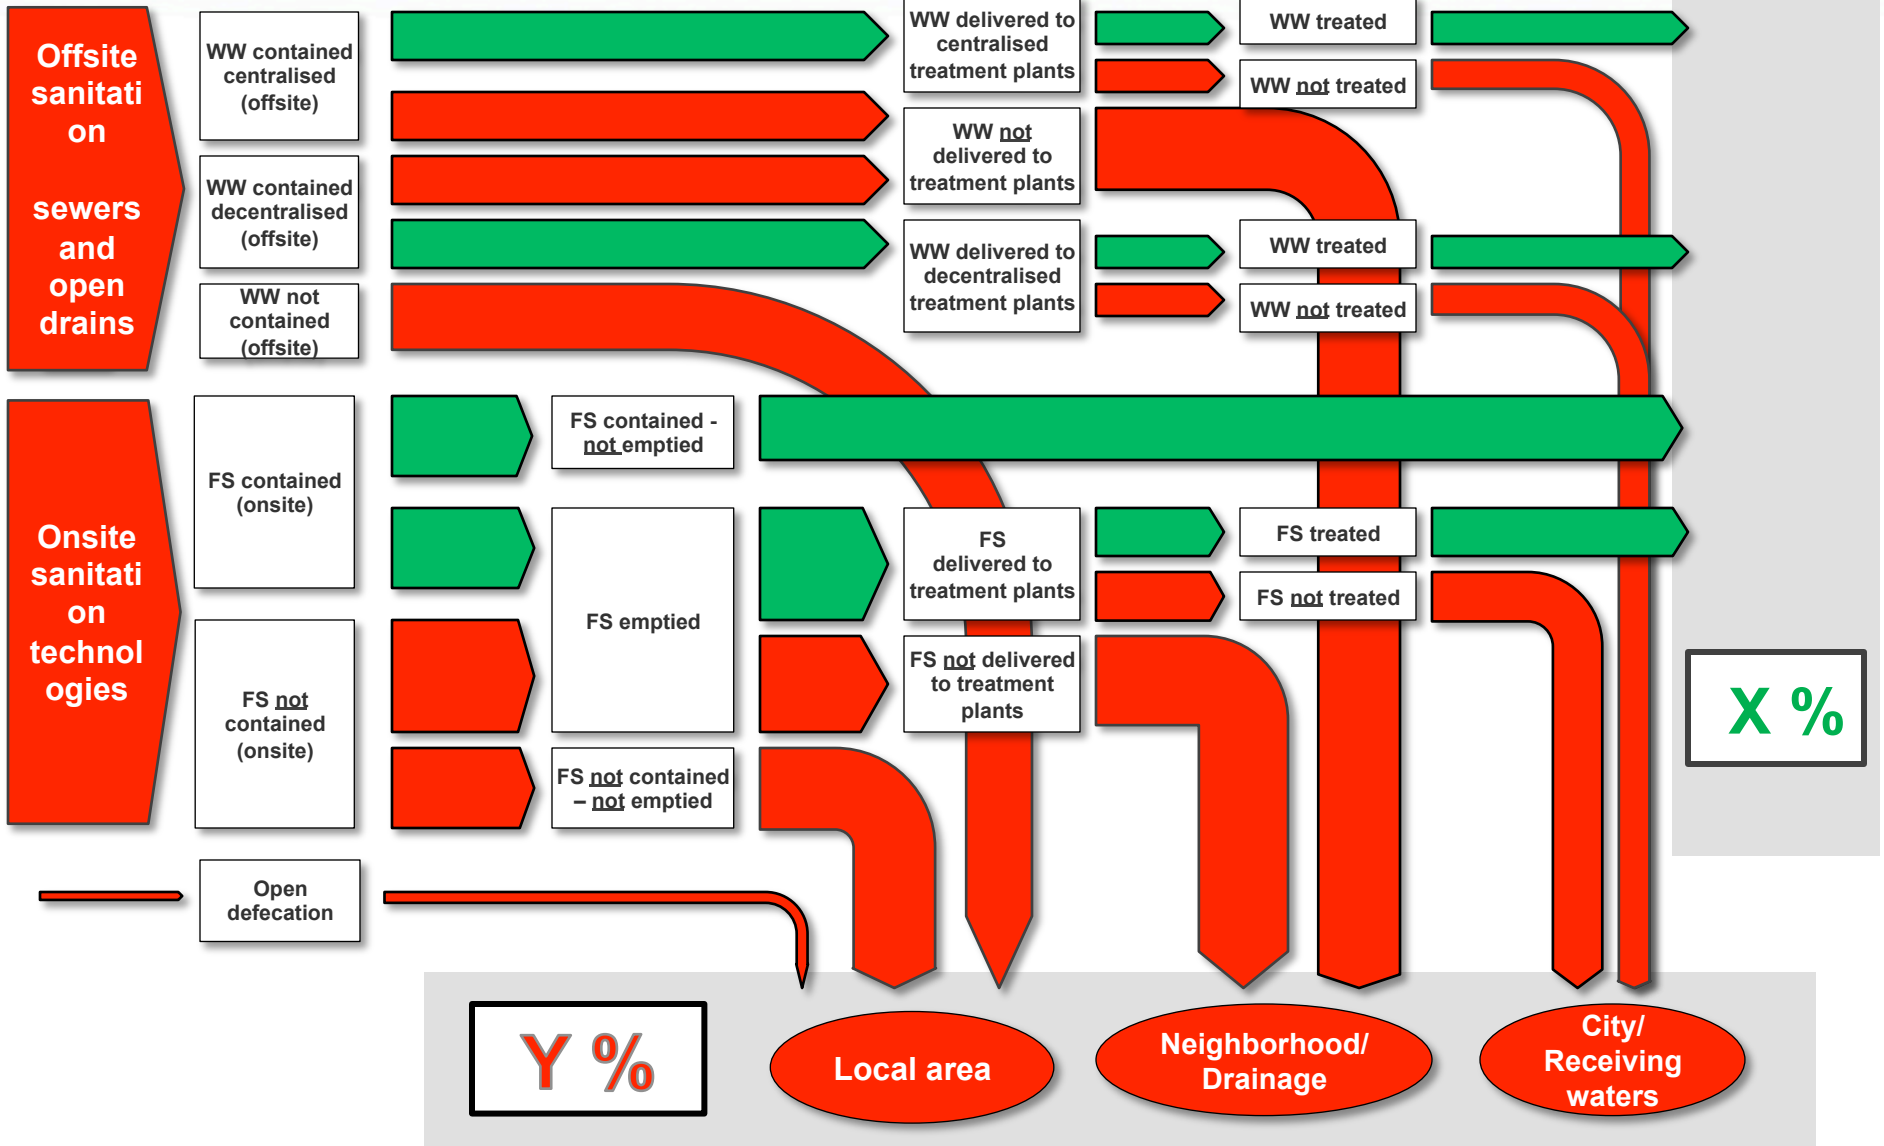 Offsite
sanitati
on
sewers
and
open
drains
WW contained
centralised
(offsite)
WW contained
decentralised
(offsite)
WW not
contained
(offsite)
WW delivered to
centralised
treatment plants
WW not
delivered to
treatment plants
WW delivered to
decentralised
treatment plants
WW treated
WW not treated
WW treated
WW not treated
Onsite
sanitati
on
technol
ogies
FS contained
(onsite)
FS not
contained
(onsite)
FS contained -
not emptied
FS emptied
FS not contained
– not emptied
FS
delivered to
treatment plants
FS not delivered
to treatment
plants
FS treated
FS not treated
X %
Open
defecation
Y %
Local area
Neighborhood/
Drainage
City/
Receiving
waters